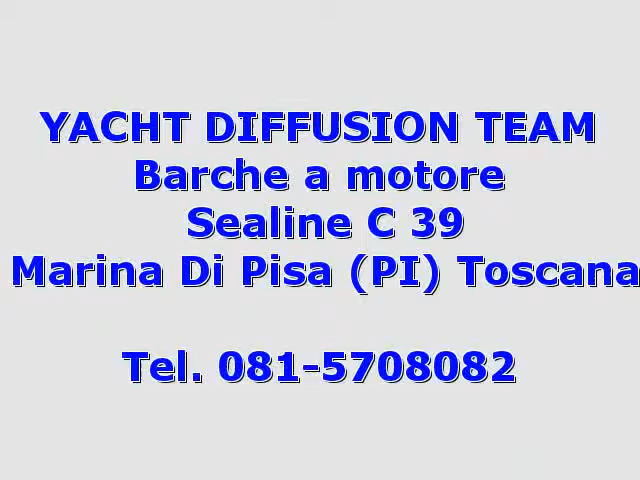 YACHT DIFFUSION TEAM
Barche a motore
Sealine C 39
Marina Di Pisa (PI) Toscana
Tel. 081-5708082